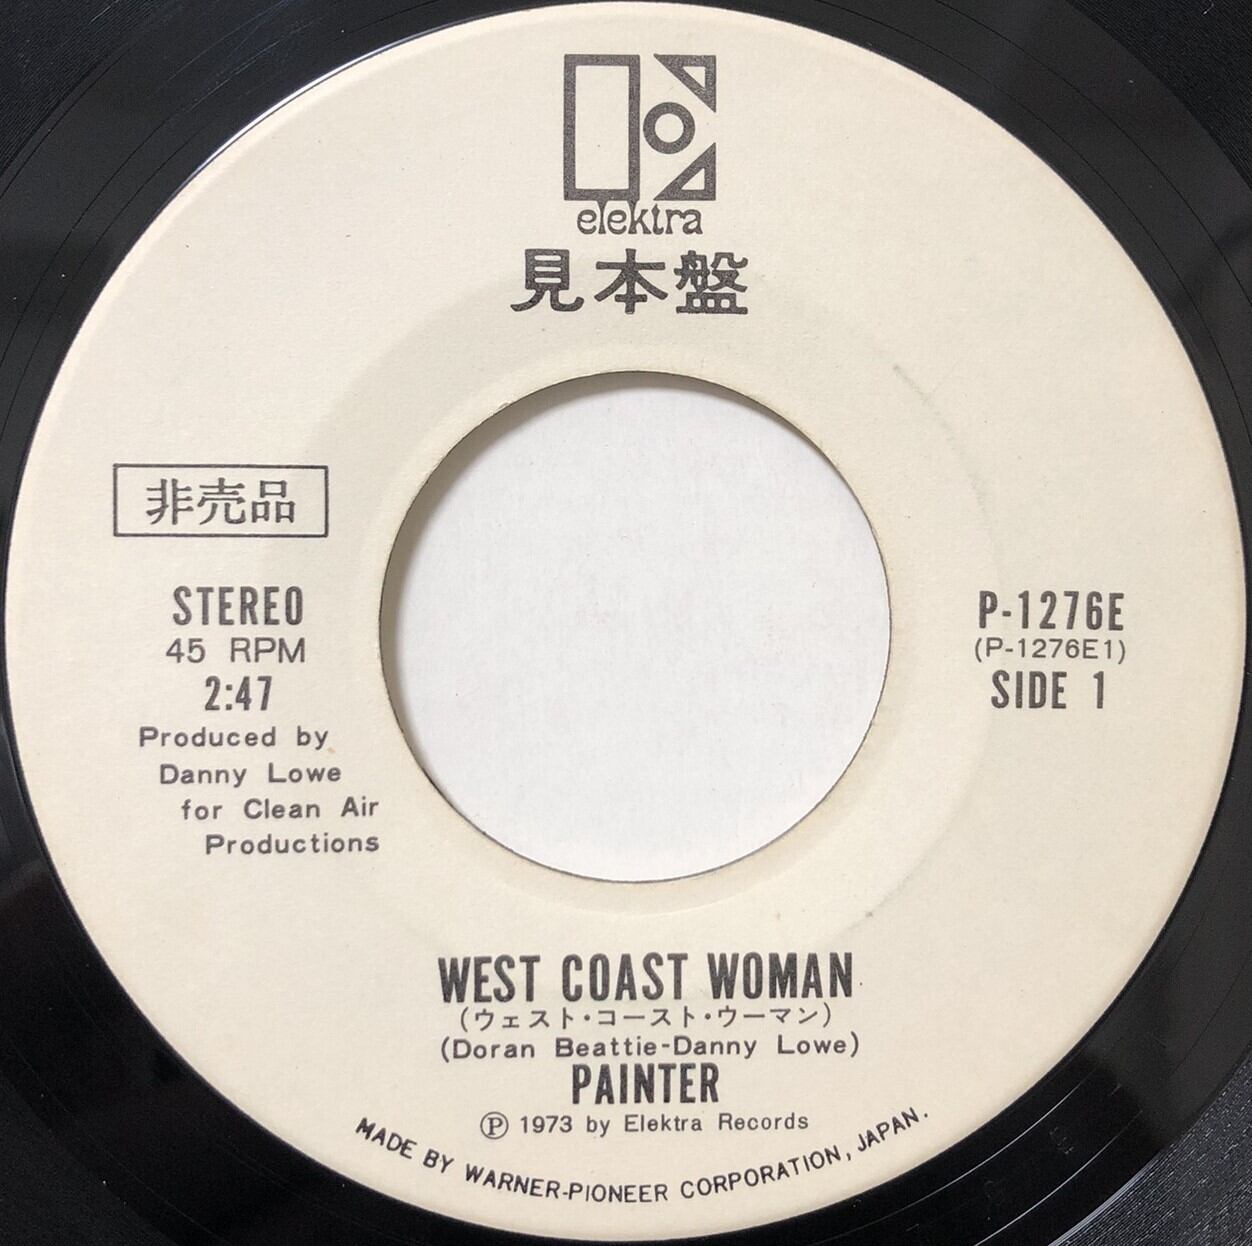 elektra
見本盤
非売品
STEREO
45 RPM
2:47
Produced by
Danny Lowe
for Clean Air
Productions
P-1276E
(P-1276E1)
SIDE 1
WEST COAST WOMAN
(ウェスト・コースト・ウーマン)
(Doran Beattie-Danny Lowe)
PAINTER
Ⓟ 1973 by Elektra Records
MADE BY WARNER-PIONEER CORPORATION, JAPAN.